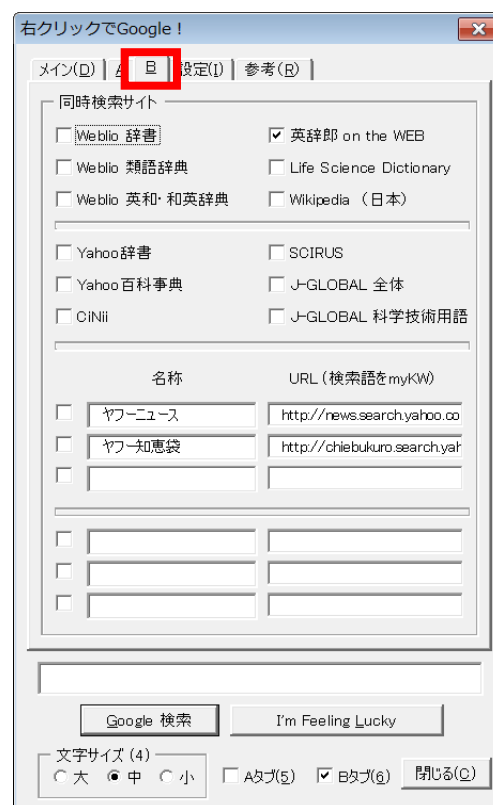 右クリックでGoogle！
メイン(D) A B 設定(I) 参考(R)
同時検索サイト
Weblio 辞書 英辞郎 on the WEB
Weblio 類語辞典 Life Science Dictionary
Weblio 英和・和英辞典 Wikipedia （日本）
Yahoo辞書 SCIRUS
Yahoo百科事典 J-GLOBAL 全体
CiNii J-GLOBAL 科学技術用語
名称 URL（検索語をmyKW)
ヤフーニュース http://news.search.yahoo.co
ヤフー知恵袋 http://chiebukuro.search.yah
Google 検索 I'm Feeling Lucky
文字サイズ (4)
大 中 小 Aタブ(5) Bタブ(6) 閉じる(C)